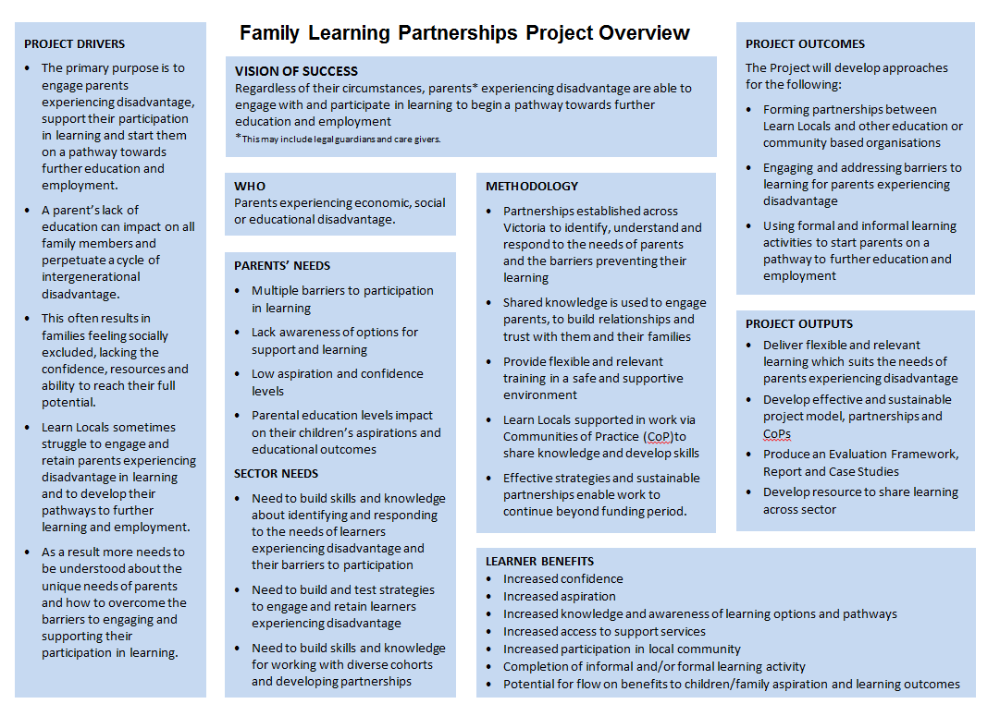 Family Learning Partnerships Project Overview
PROJECT DRIVERS
• The primary purpose is to
engage parents
experiencing disadvantage,
support their participation
in learning and start them
on a pathway towards
further education and
employment.
• A parent's lack of
education can impact on all
family members and
perpetuate a cycle of
intergenerational
disadvantage.
• This often results in
families feeling socially
excluded, lacking the
confidence, resources and
ability to reach their full
potential.
• Learn Locals sometimes
struggle to engage and
retain parents experiencing
disadvantage in learning
and to develop their
pathways to further
learning and employment.
• As a result more needs to
be understood about the
unique needs of parents
and how to overcome the
barriers to engaging and
supporting their
participation in learning.
VISION OF SUCCESS
Regardless of their circumstances, parents* experiencing disadvantage are able to
engage with and participate in learning to begin a pathway towards further
education and employment
*This may include legal guardians and care givers.
WHO
Parents experiencing economic, social
or educational disadvantage.
PARENTS' NEEDS
• Multiple barriers to participation
in learning
• Lack awareness of options for
support and learning
• Low aspiration and confidence
levels
• Parental education levels impact
on their children's aspirations and
educational outcomes
SECTOR NEEDS
• Need to build skills and knowledge
about identifying and responding
to the needs of learners
experiencing disadvantage and
their barriers to participation
• Need to build and test strategies
to engage and retain learners
experiencing disadvantage
• Need to build skills and knowledge
for working with diverse cohorts
and developing partnerships
METHODOLOGY
• Partnerships established across
Victoria to identify, understand and
respond to the needs of parents
and the barriers preventing their
learning
• Shared knowledge is used to engage
parents, to build relationships and
trust with them and their families
• Provide flexible and relevant
training in a safe and supportive
environment
• Learn Locals supported in work via
Communities of Practice (CoP)to
share knowledge and develop skills
• Effective strategies and sustainable
partnerships enable work to
continue beyond funding period.
PROJECT OUTCOMES
The Project will develop approaches
for the following:
• Forming partnerships between
Learn Locals and other education or
community based organisations
• Engaging and addressing barriers to
learning for parents experiencing
disadvantage
• Using formal and informal learning
activities to start parents on a
pathway to further education and
employment
PROJECT OUTPUTS
• Deliver flexible and relevant
learning which suits the needs of
parents experiencing disadvantage
• Develop effective and sustainable
project model, partnerships and
CoPs
• Produce an Evaluation Framework,
Report and Case Studies
• Develop resource to share learning
across sector
LEARNER BENEFITS
• Increased confidence
• Increased aspiration
• Increased knowledge and awareness of learning options and pathways
• Increased access to support services
• Increased participation in local community
• Completion of informal and/or formal learning activity
• Potential for flow on benefits to children/family aspiration and learning outcomes